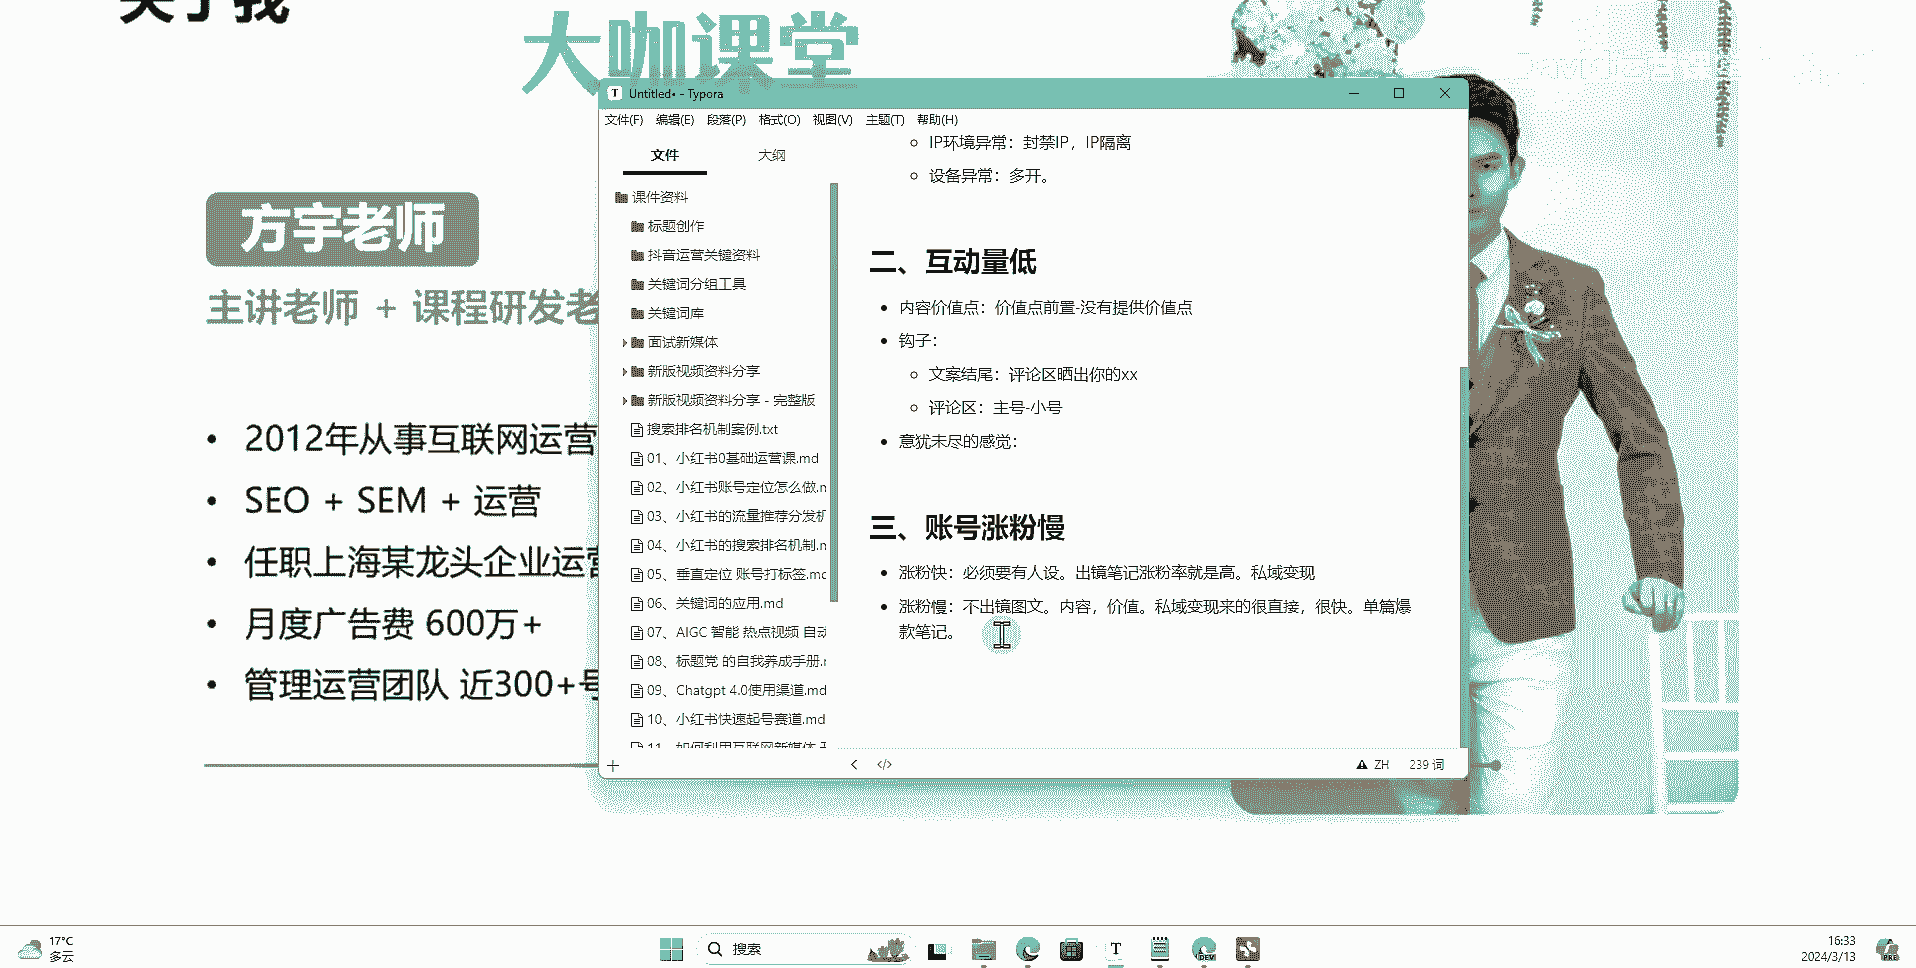 关于我
大咖课堂
方宇老师
主讲老师 + 课程研发老
2012年从事互联网运营
SEO + SEM + 运营
任职上海某龙头企业运营
月度广告费 600万+
管理运营团队 近300+号
Untitled• - Typora
文件(F) 编辑(E) 段落(P) 格式(O) 视图(V) 主题(T) 帮助(H)
文件 大纲
课件资料
标题创作
抖音运营关键资料
关键词分组工具
关键词库
面试新媒体
新版视频资料分享
新版视频资料分享 - 完整版
搜索排名机制案例.txt
01、小红书0基础运营课.md
02、小红书账号定位怎么做.m
03、小红书的流量推荐分发机
04、小红书的搜索排名机制.m
05、垂直定位 账号打标签.md
06、关键词的应用.md
07、AIGC 智能 热点视频 自动
08、标题党 的自我养成手册.m
09、Chatgpt 4.0使用渠道.md
10、小红书快速起号赛道.md
11、如何利用互联网新媒体
IP环境异常：封禁IP，IP隔离
设备异常：多开。
二、互动量低
内容价值点：价值点前置-没有提供价值点
钩子：
文案结尾：评论区晒出你的xx
评论区：主号-小号
意犹未尽的感觉：
三、账号涨粉慢
涨粉快：必须要有人设。出镜笔记涨粉率就是高。私域变现
涨粉慢：不出镜图文。内容，价值。私域变现来的很直接，很快。单篇爆
款笔记。
ZH 239 词
17°C
多云
搜索
16:33
2024/3/13